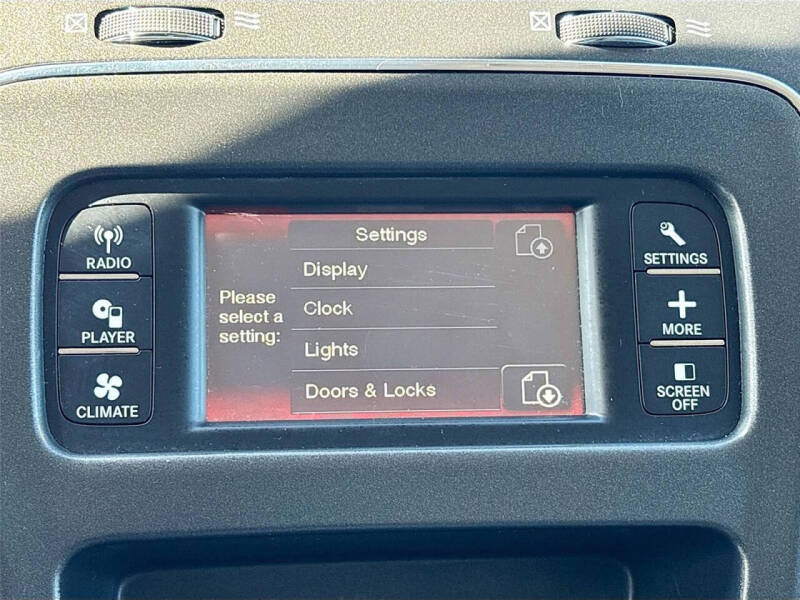 RADIO
PLAYER
CLIMATE
Please
select a
setting:
Settings
Display
Clock
Lights
Doors & Locks
SETTINGS
MORE
SCREEN
OFF